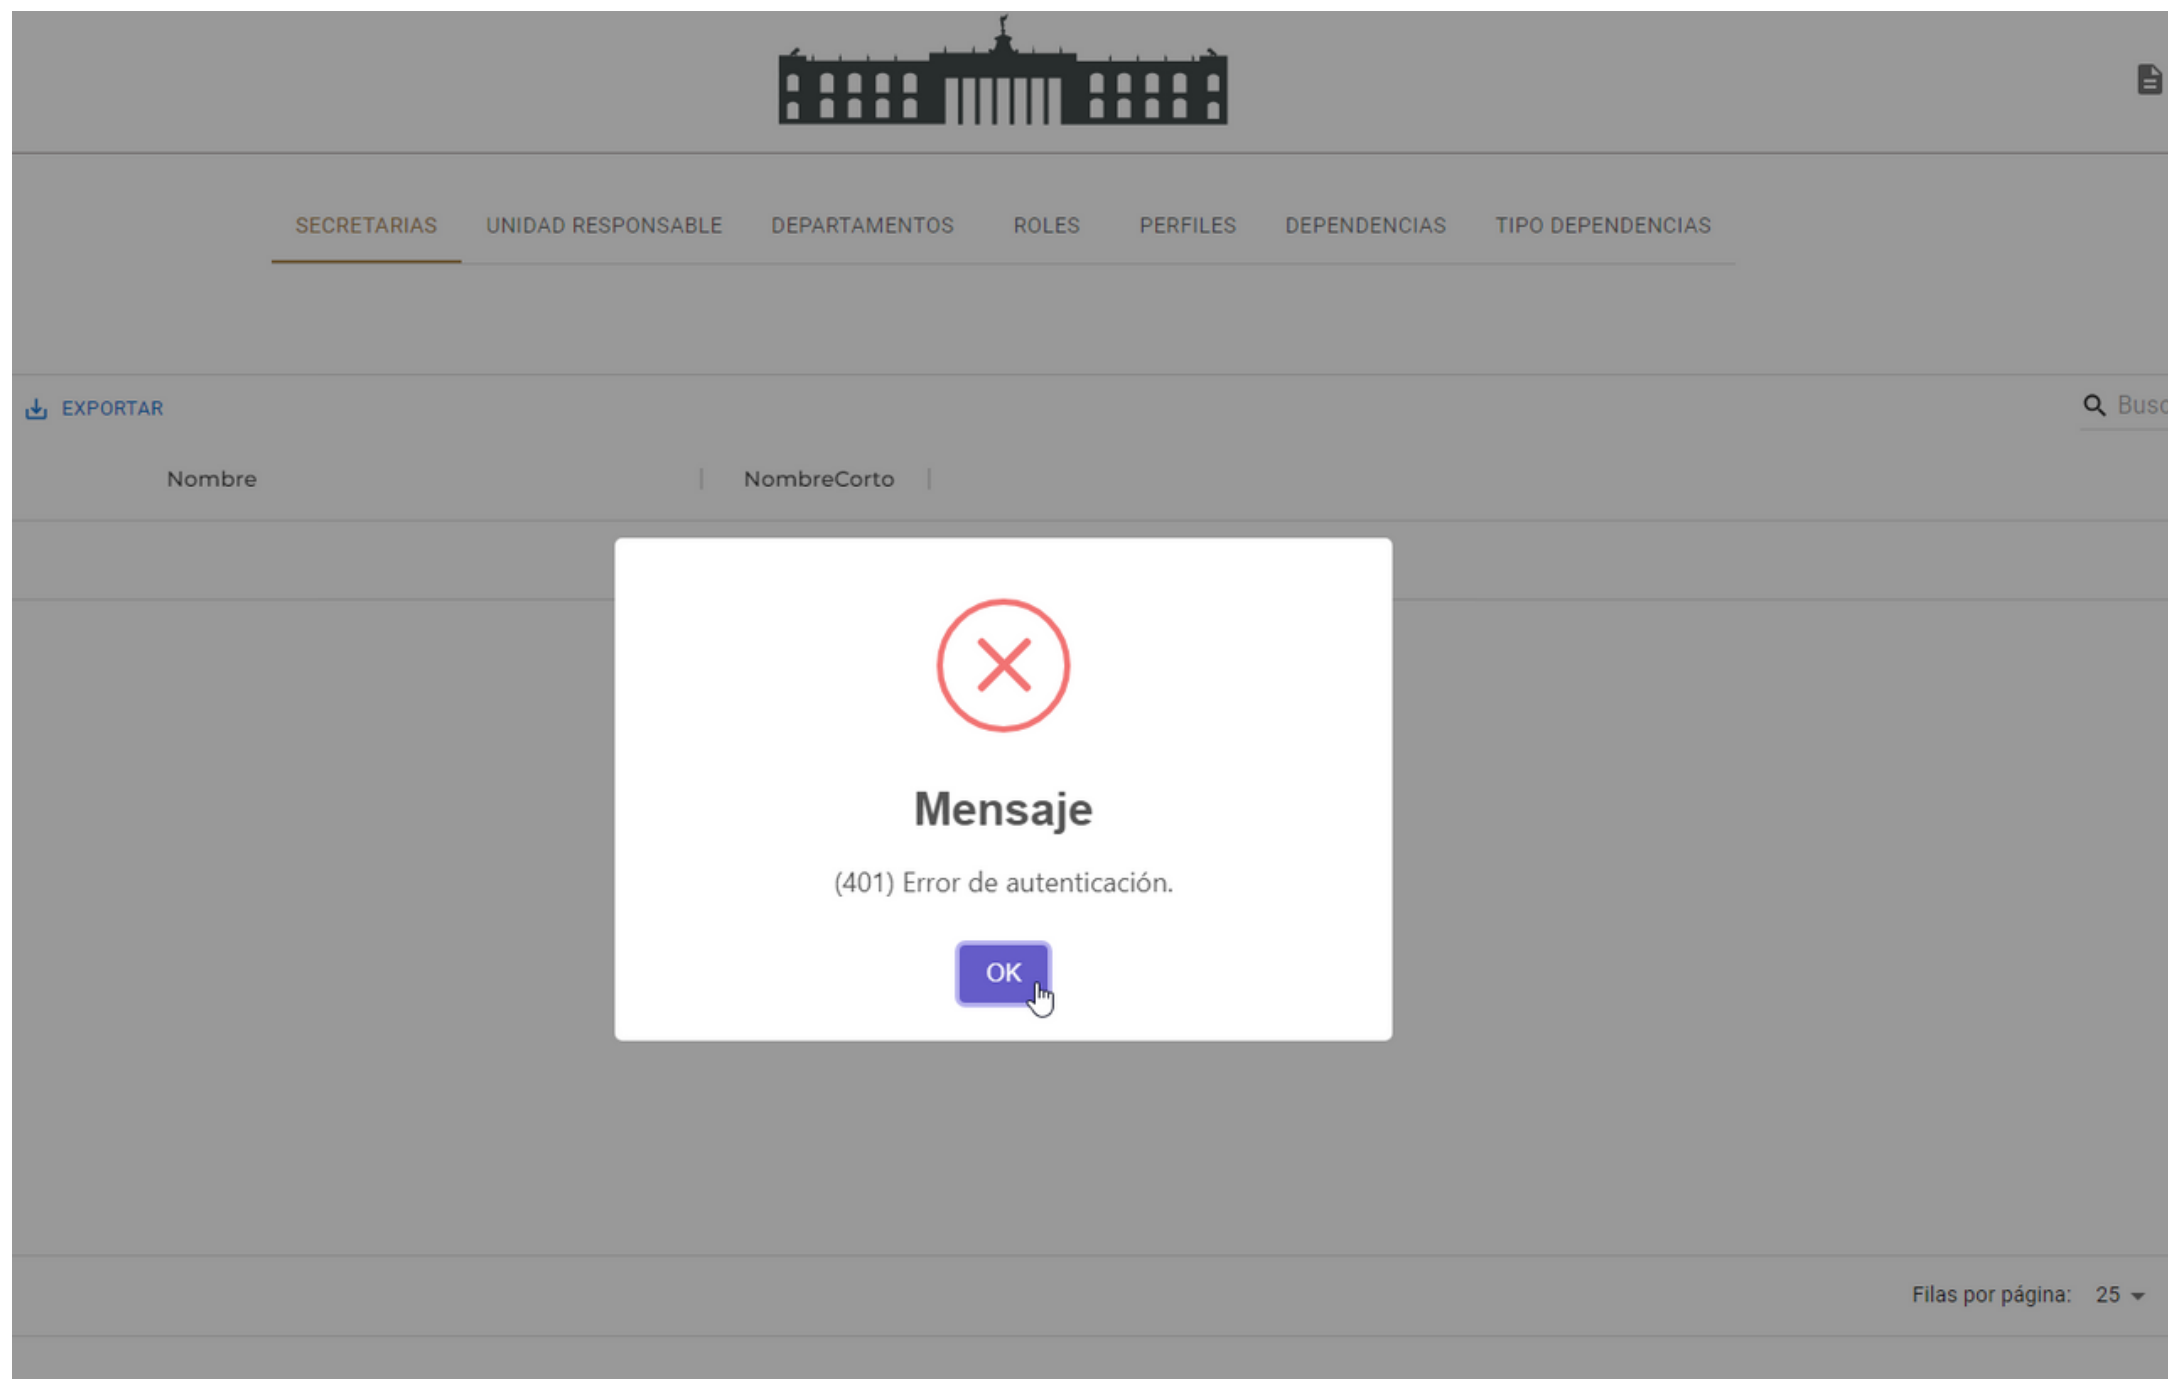 SECRETARIAS UNIDAD RESPONSABLE DEPARTAMENTOS ROLES PERFILES DEPENDENCIAS TIPO DEPENDENCIAS
EXPORTAR Busc
Nombre NombreCorto
Mensaje
(401) Error de autenticación.
OK
Filas por página: 25